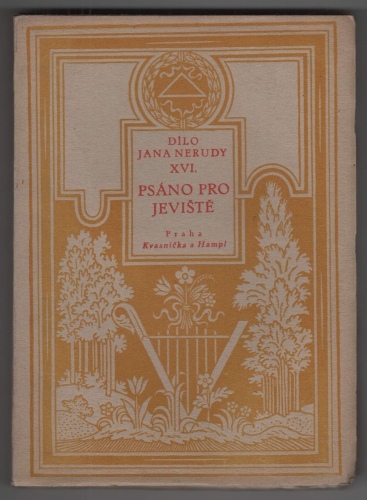 DÍLO
JANA NERUDY
XVI.
PSÁNO PRO
JEVIŠTĚ
Praha
Kvasnička a Hampl